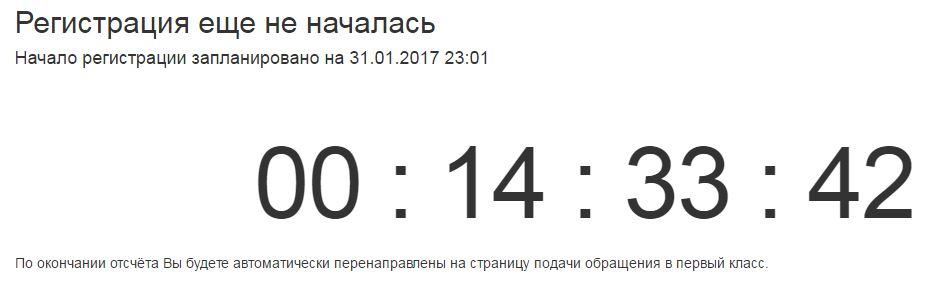 Регистрация еще не началась
Начало регистрации запланировано на 31.01.2017 23:01
00 : 14 : 33 : 42
По окончании отсчёта Вы будете автоматически перенаправлены на страницу подачи обращения в первый класс.